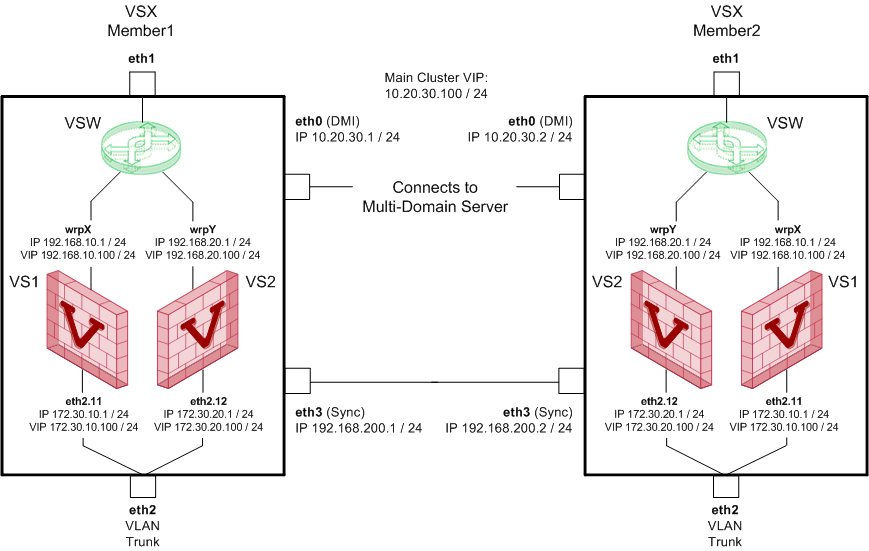 VSX
Member1
eth1
VSX
Member2
eth1
Main Cluster VIP:
10.20.30.100 / 24
VSW
eth0 (DMI)
IP 10.20.30.1 / 24
eth0 (DMI)
IP 10.20.30.2 / 24
VSW
Connects to
Multi-Domain Server
wrpX
IP 192.168.10.1 / 24
VIP 192.168.10.100 / 24
wrpY
IP 192.168.20.1 / 24
VIP 192.168.20.100 / 24
wrpY
IP 192.168.20.1 / 24
VIP 192.168.20.100 / 24
wrpX
IP 192.168.10.1 / 24
VIP 192.168.10.100 / 24
VS1
V
V
VS2
VS2
V
V
VS1
eth2.11
IP 172.30.10.1 / 24
VIP 172.30.10.100 / 24
eth2.12
IP 172.30.20.1 / 24
VIP 172.30.20.100 / 24
eth3 (Sync)
IP 192.168.200.1 / 24
eth3 (Sync)
IP 192.168.200.2 / 24
eth2.12
IP 172.30.20.1 / 24
VIP 172.30.20.100 / 24
eth2.11
IP 172.30.10.1 / 24
VIP 172.30.10.100 / 24
eth2
VLAN
Trunk
eth2
VLAN
Trunk